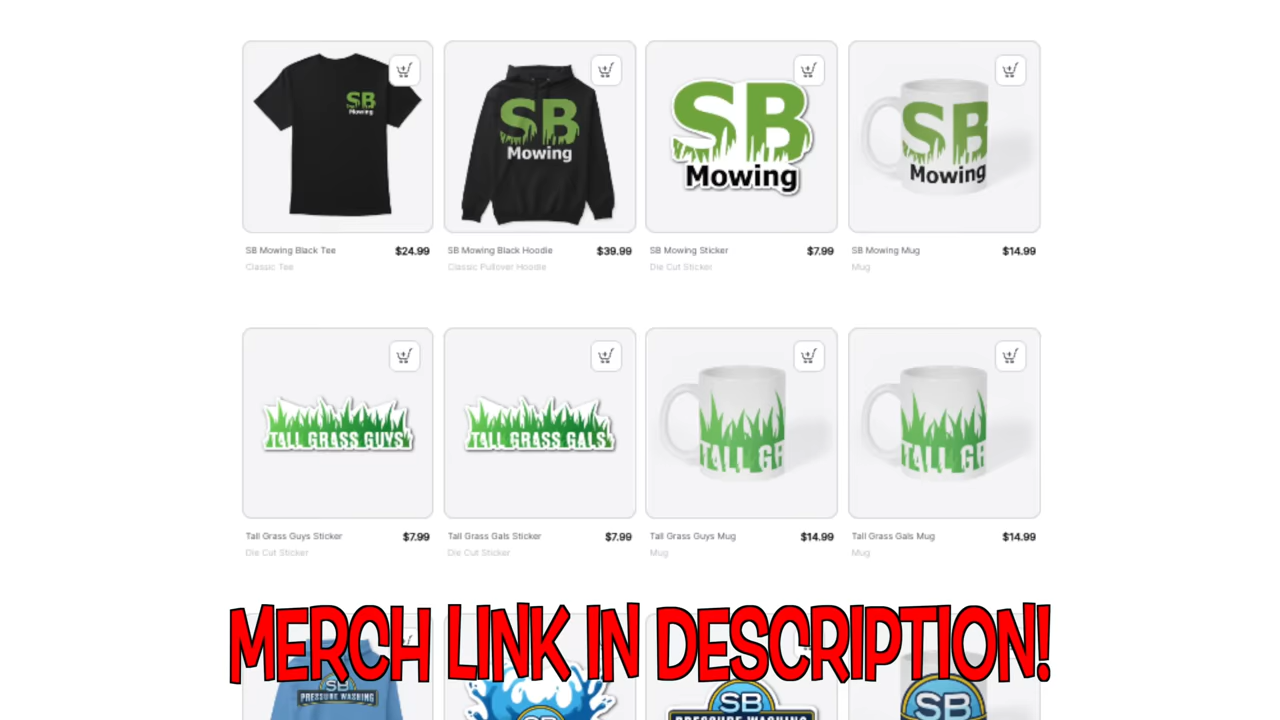 SB
Mowing
SB
Mowing
SB
Mowing
SB
Mowing
SB Mowing Black Tee $24.99
Classic Tee
SB Mowing Black Hoodie $39.99
Classic Pullover Hoodie
SB Mowing Sticker $7.99
Die Cut Sticker
SB Mowing Mug $14.99
Mug
TALL GRASS GUYS
TALL GRASS GALS
TALL GR
TALL GR
Tall Grass Guys Sticker $7.99
Die Cut Sticker
Tall Grass Gals Sticker $7.99
Die Cut Sticker
Tall Grass Guys Mug $14.99
Mug
Tall Grass Gals Mug $14.99
Mug
MERCH LINK IN DESCRIPTION!
SB
PRESSURE WASHING
SB
SB
PRESSURE WASHING
SB